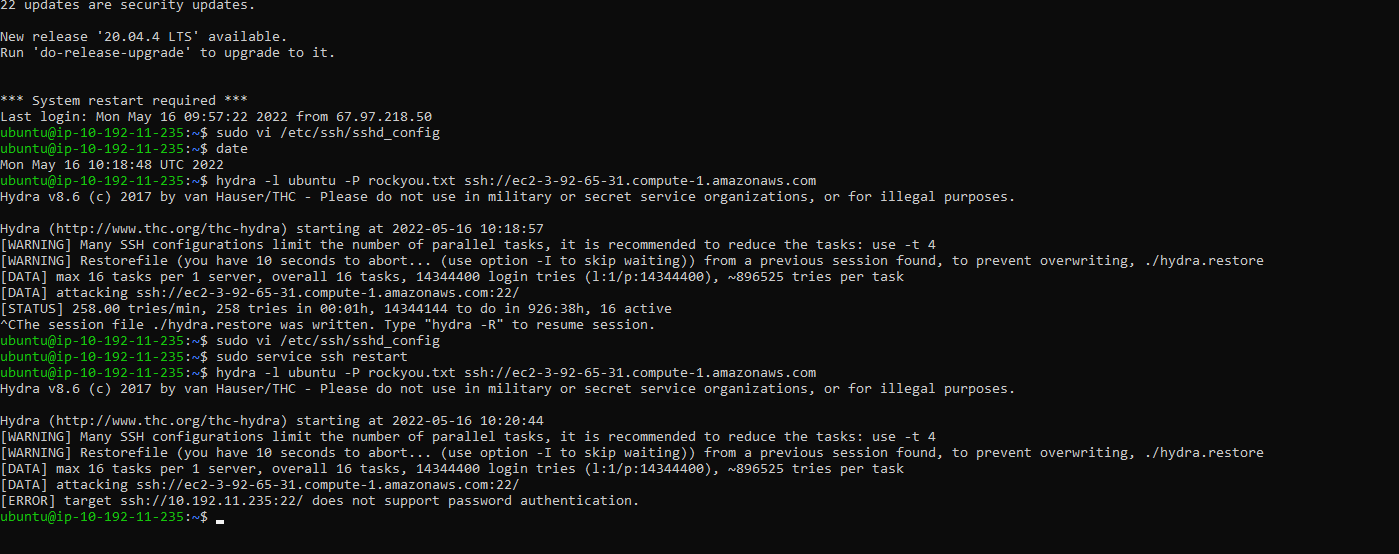 22 updates are security updates.
New release '20.04.4 LTS' available.
Run 'do-release-upgrade' to upgrade to it.
*** System restart required ***
Last login: Mon May 16 09:57:22 2022 from 67.97.218.50
ubuntu@ip-10-192-11-235:~$ sudo vi /etc/ssh/sshd_config
ubuntu@ip-10-192-11-235:~$ date
Mon May 16 10:18:48 UTC 2022
ubuntu@ip-10-192-11-235:~$ hydra -l ubuntu -P rockyou.txt ssh://ec2-3-92-65-31.compute-1.amazonaws.com
Hydra v8.6 (c) 2017 by van Hauser/THC - Please do not use in military or secret service organizations, or for illegal purposes.
Hydra (http://www.thc.org/thc-hydra) starting at 2022-05-16 10:18:57
[WARNING] Many SSH configurations limit the number of parallel tasks, it is recommended to reduce the tasks: use -t 4
[WARNING] Restorefile (you have 10 seconds to abort... (use option -I to skip waiting)) from a previous session found, to prevent overwriting, ./hydra.restore
[DATA] max 16 tasks per 1 server, overall 16 tasks, 14344400 login tries (l:1/p:14344400), ~896525 tries per task
[DATA] attacking ssh://ec2-3-92-65-31.compute-1.amazonaws.com:22/
[STATUS] 258.00 tries/min, 258 tries in 00:01h, 14344144 to do in 926:38h, 16 active
^CThe session file ./hydra.restore was written. Type "hydra -R" to resume session.
ubuntu@ip-10-192-11-235:~$ sudo vi /etc/ssh/sshd_config
ubuntu@ip-10-192-11-235:~$ sudo service ssh restart
ubuntu@ip-10-192-11-235:~$ hydra -l ubuntu -P rockyou.txt ssh://ec2-3-92-65-31.compute-1.amazonaws.com
Hydra v8.6 (c) 2017 by van Hauser/THC - Please do not use in military or secret service organizations, or for illegal purposes.
Hydra (http://www.thc.org/thc-hydra) starting at 2022-05-16 10:20:44
[WARNING] Many SSH configurations limit the number of parallel tasks, it is recommended to reduce the tasks: use -t 4
[WARNING] Restorefile (you have 10 seconds to abort... (use option -I to skip waiting)) from a previous session found, to prevent overwriting, ./hydra.restore
[DATA] max 16 tasks per 1 server, overall 16 tasks, 14344400 login tries (l:1/p:14344400), ~896525 tries per task
[DATA] attacking ssh://ec2-3-92-65-31.compute-1.amazonaws.com:22/
[ERROR] target ssh://10.192.11.235:22/ does not support password authentication.
ubuntu@ip-10-192-11-235:~$